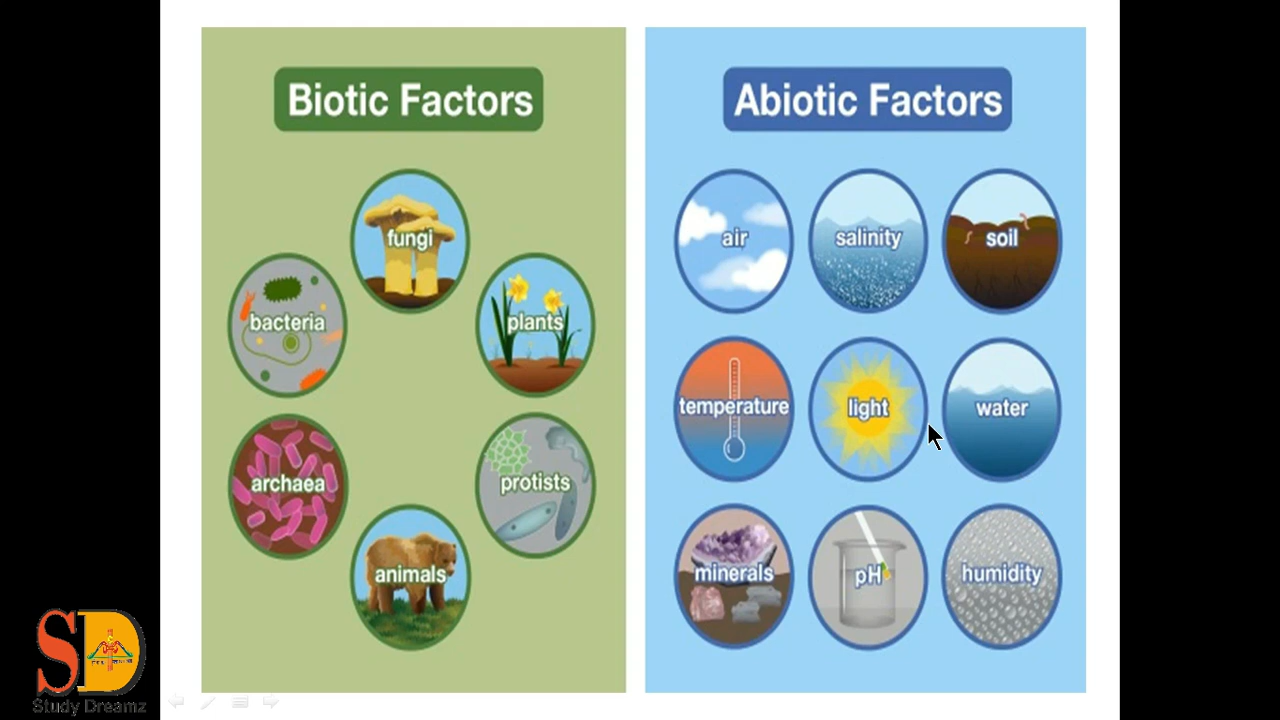 Biotic Factors
fungi
bacteria
plants
archaea
protists
animals
Abiotic Factors
air
salinity
soil
temperature
light
water
minerals
pH
humidity
SD
Study Dreamz